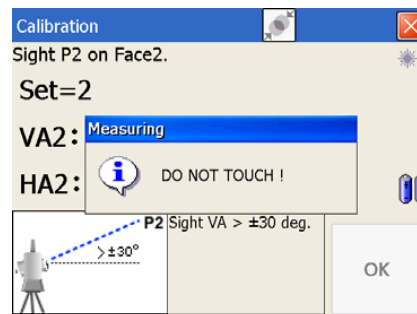 Calibration
Sight P2 on Face2.
Set=2
VA2:
Measuring
DO NOT TOUCH !
HA2:
P2
Sight VA > ±30 deg.
>±30°
OK